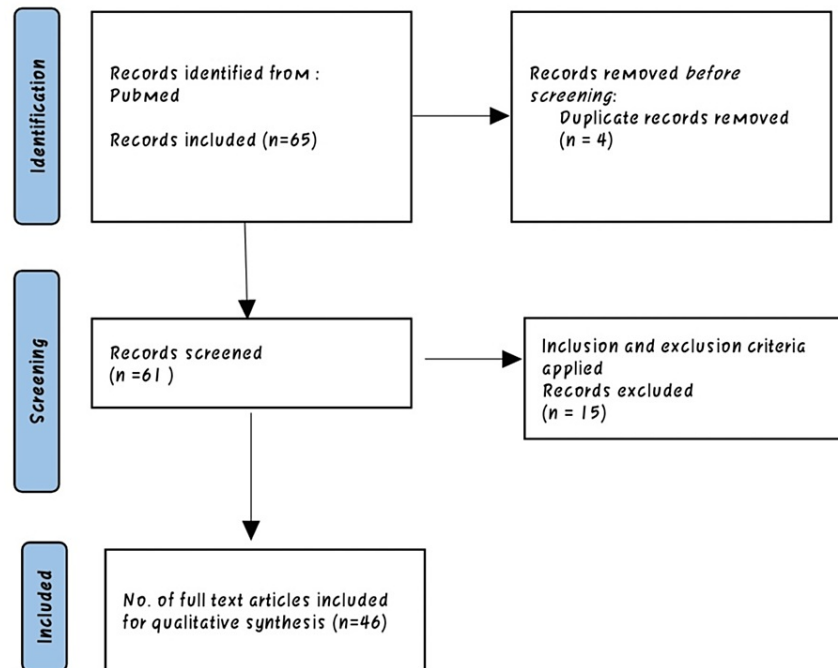 Identification
Records identified from :
Pubmed
Records included (n=65)
Records removed before
screening:
Duplicate records removed
(n = 4)
Screening
Records screened
(n =61 )
Inclusion and exclusion criteria
applied
Records excluded
(n = 15)
Included
No. of full text articles included
for qualitative synthesis (n=46)